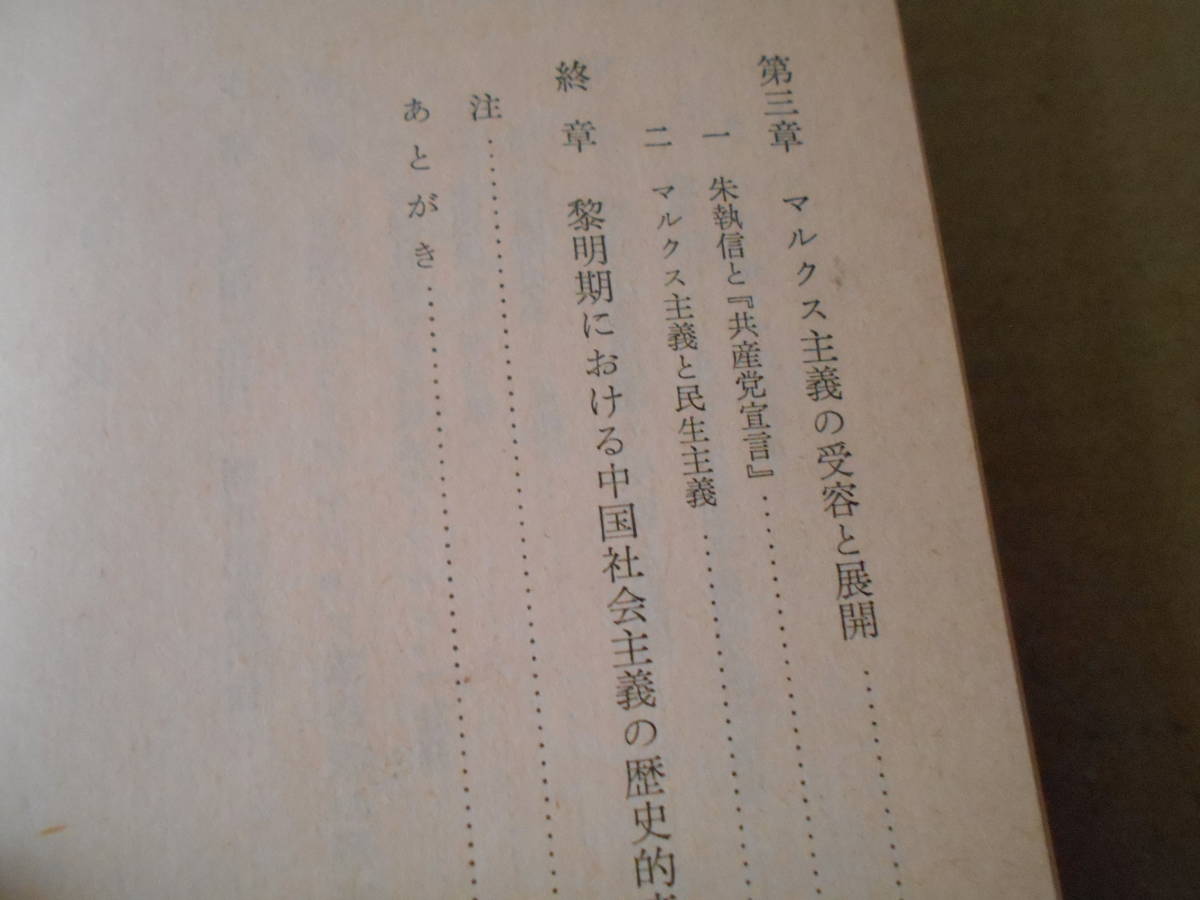 第三章　マルクス主義の受容と展開……………
一　朱執信と『共産党宣言』……………
二　マルクス主義と民生主義……………
終章　黎明期における中国社会主義の歴史的
注……………
あとがき……………